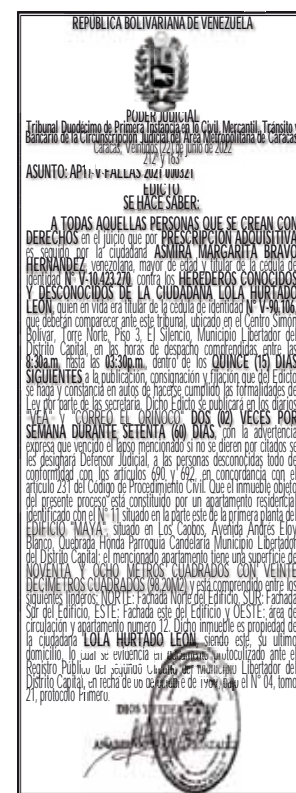 REPÚBLICA BOLIVARIANA DE VENEZUELA
PODER JUDICIAL
Tribunal Duodécimo de Primera Instancia en lo Civil, Mercantil, Tránsito y
Bancario de la Circunscripción Judicial del Área Metropolitana de Caracas
Caracas, Veintidós (22) de junio de 2022
212° y 163°
ASUNTO: AP11-V-FALLAS-2021-000321
EDICTO
SE HACE SABER:
A TODAS AQUELLAS PERSONAS QUE SE CREAN CON
DERECHOS en el juicio que por PRESCRIPCIÓN ADQUISITIVA
es seguido por la ciudadana ASMIRA MARGARITA BRAVO
HERNÁNDEZ, venezolana, mayor de edad y titular de la cedula de
identidad N° V-10.423.270, contra los HEREDEROS CONOCIDOS
Y DESCONOCIDOS DE LA CIUDADANA LOLA HURTADO
LEÓN, quien en vida era titular de la cedula de identidad N° V-90.106,
que deberán comparecer ante este tribunal, ubicado en el Centro Simón
Bolívar, Torre Norte, Piso 3, El Silencio, Municipio Libertador del
Distrito Capital, en las horas de despacho comprendidas entre las
8:30a.m. hasta las 03:30p.m., dentro de los QUINCE (15) DÍAS
SIGUIENTES a la publicación, consignación y fijación que del Edicto
se haga y constancia en autos de hacerse cumplido las formalidades de
Ley por parte de las secretaria. Dicho Edicto se publicara en los diarios
"VEA" y "CORREO EL ORINOCO" DOS (02) VECES POR
SEMANA DURANTE SETENTA (60) DÍAS, con la advertencia
expresa que vencido el lapso mencionado si no se dieren por citados se
les designará Defensor Judicial, a las personas desconocidas todo de
conformidad con los artículos 690 y 692, en concordancia con el
artículo 231 del Código de Procedimiento Civil. Que el inmueble objeto
del presente proceso está constituido por un apartamento residencial
identificado con el N° 11 situado en la parte este de la primera planta del
EDIFICIO "MAYA", situado en Los Caobos, Avenida Andrés Eloy
Blanco, Quebrada Honda Parroquia Candelaria Municipio Libertador
del Distrito Capital; el mencionado apartamento tiene una superficie de
NOVENTA Y OCHO METROS CUADRADOS CON VEINTE
DECÍMETROS CUADRADOS (98,20M2) y esta comprendido entre los
siguientes linderos: NORTE: Fachada Norte del Edificio, SUR: Fachada
Sur del Edificio, ESTE: Fachada este del Edificio y OESTE: área de
circulación y apartamento número 12. Dicho inmueble es propiedad de
la ciudadana LOLA HURTADO LEÓN, siendo este, su último
domicilio, lo cual se evidencia en documento protocolizado ante el
Registro Público del segundo Circuito del Municipio Libertador del
Distrito Capital, en fecha de 06 de de bajo el N° 04, tomo
21, protocolo Primero.
DIOS Y